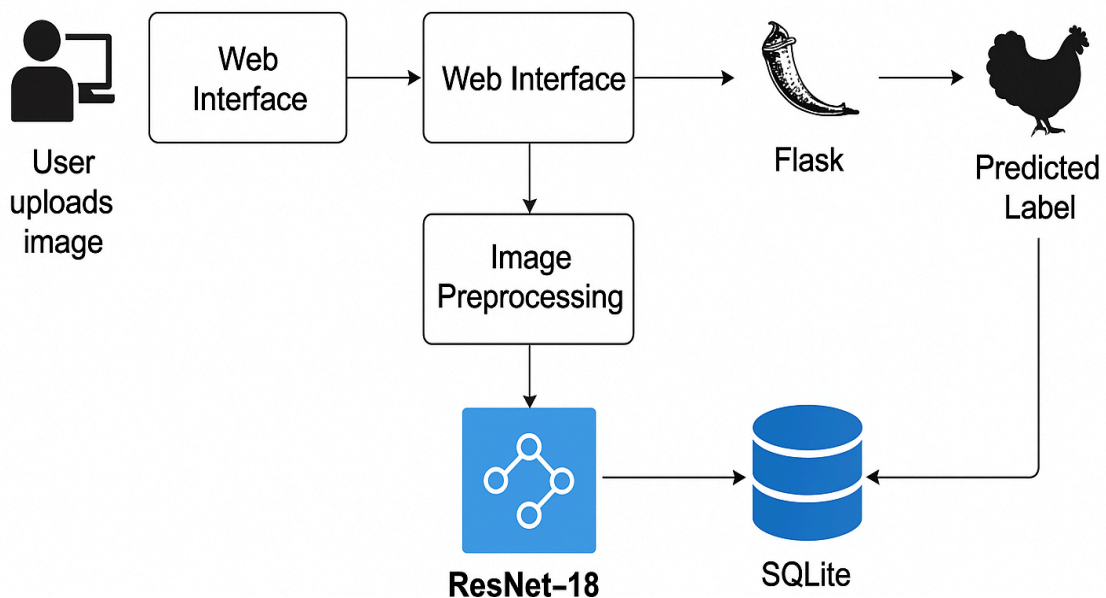 User
uploads
image
Web
Interface
Web Interface
Flask
Predicted
Label
Image
Preprocessing
ResNet-18
SQLite